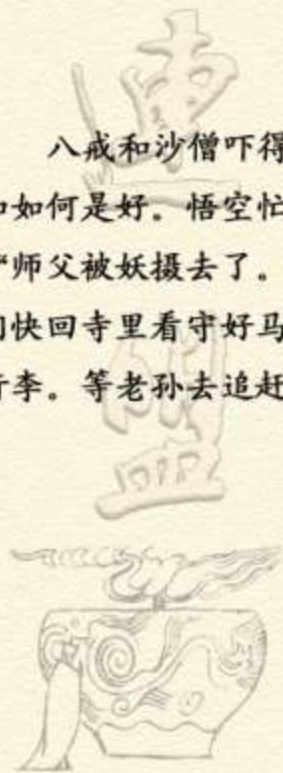 八戒和沙僧吓得
如何是好。悟空忙
“师父被妖摄去了。
们快回寺里看守好马
行李。等老孙去追赶
連盟